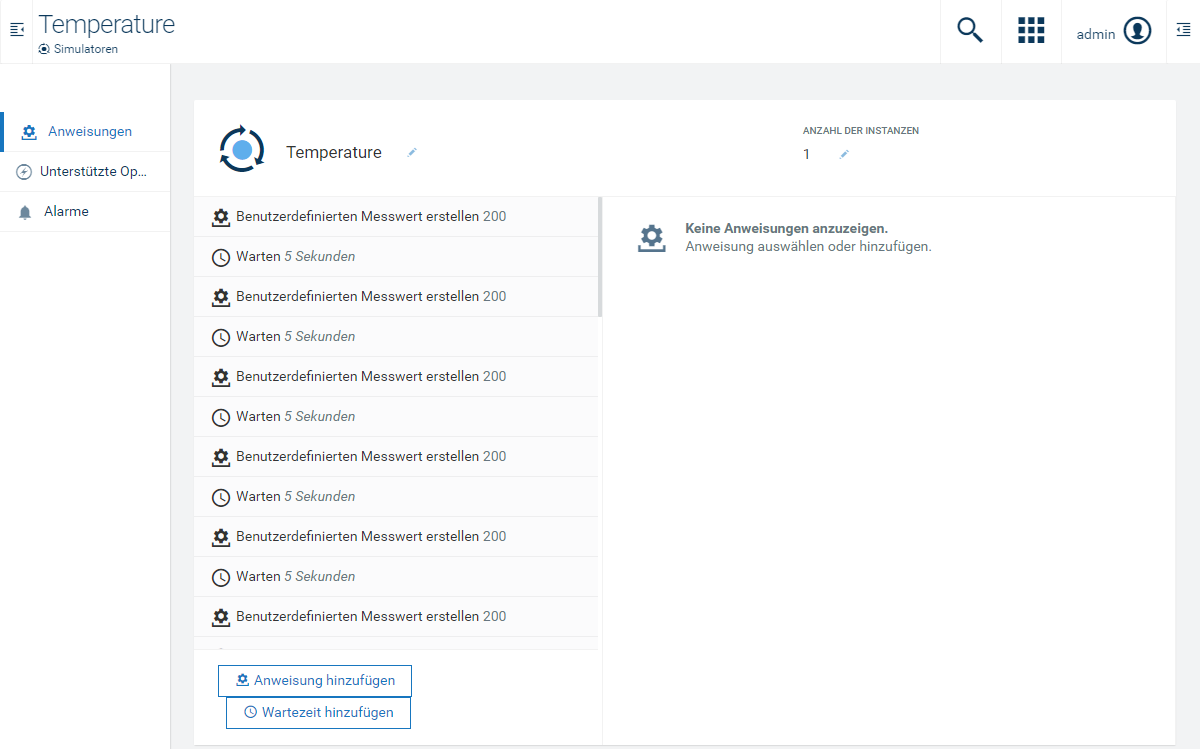 Temperature
Simulatoren
admin
Anweisungen
Unterstützte Op...
Alarme
Temperature
ANZAHL DER INSTANZEN
1
Benutzerdefinierten Messwert erstellen 200
Warten 5 Sekunden
Benutzerdefinierten Messwert erstellen 200
Warten 5 Sekunden
Benutzerdefinierten Messwert erstellen 200
Warten 5 Sekunden
Benutzerdefinierten Messwert erstellen 200
Warten 5 Sekunden
Benutzerdefinierten Messwert erstellen 200
Warten 5 Sekunden
Benutzerdefinierten Messwert erstellen 200
Anweisung hinzufügen
Wartezeit hinzufügen
Keine Anweisungen anzuzeigen.
Anweisung auswählen oder hinzufügen.